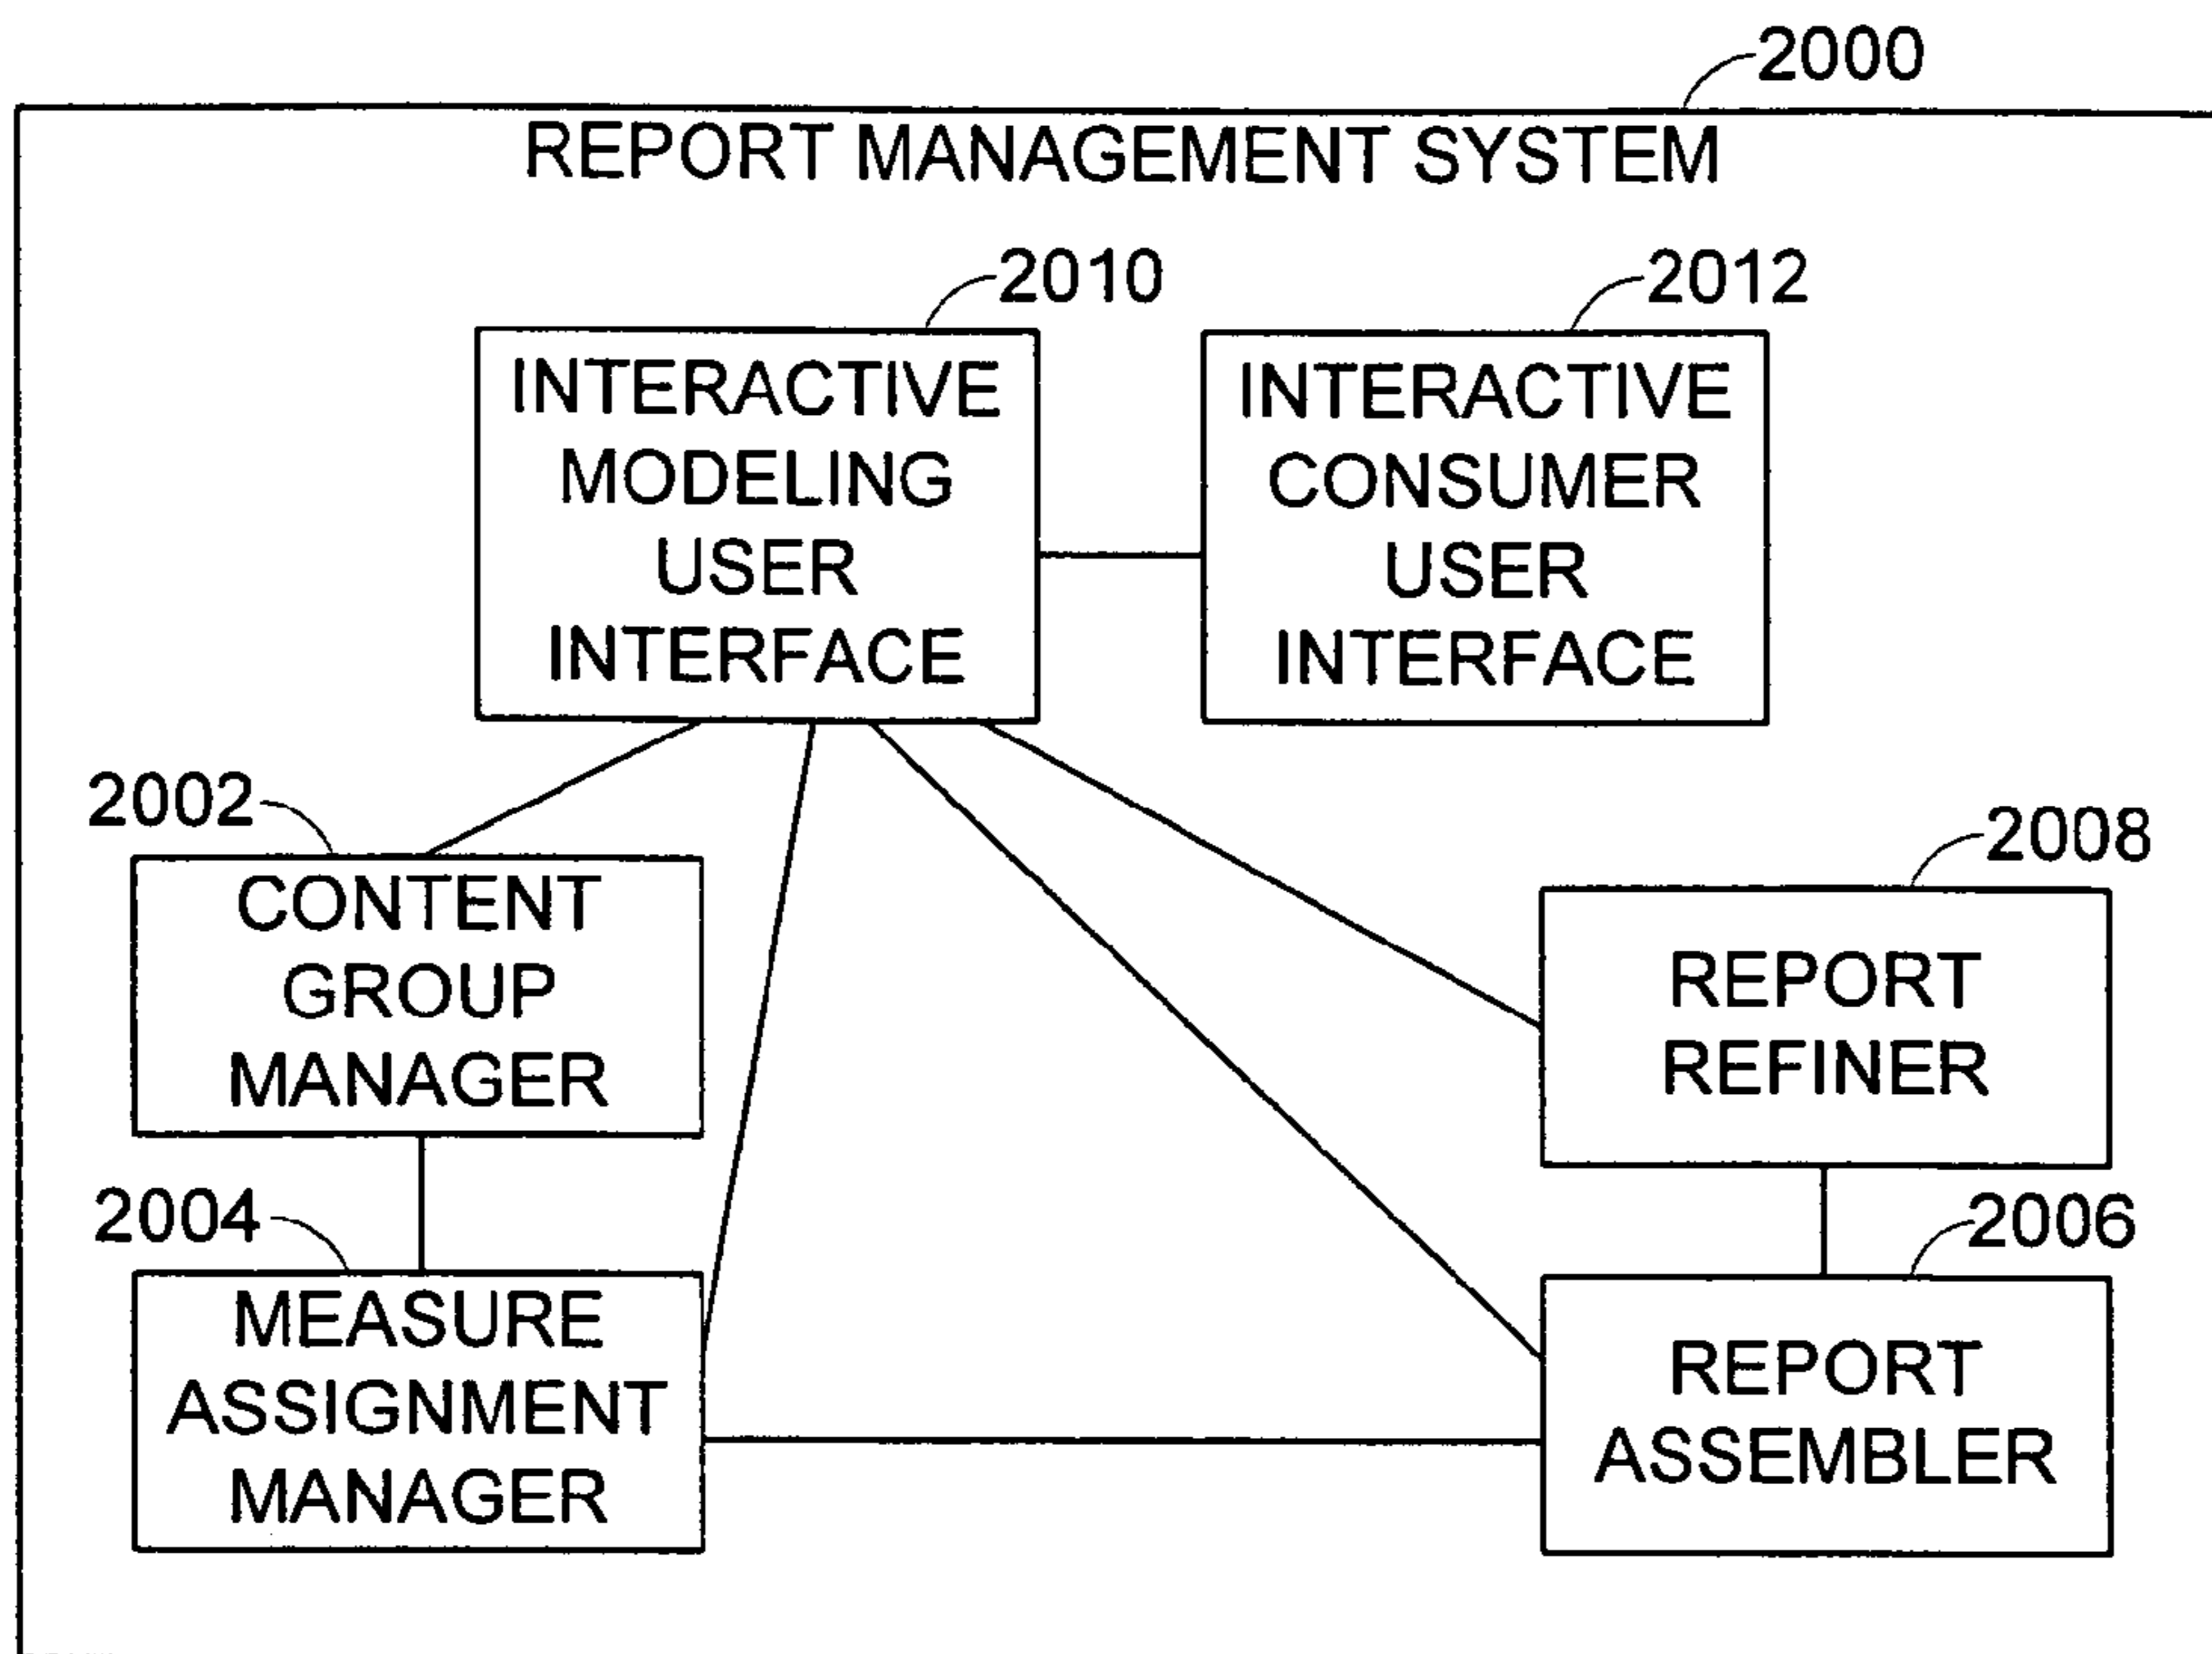 2000
REPORT MANAGEMENT SYSTEM
2010
INTERACTIVE
MODELING
USER
INTERFACE
2012
INTERACTIVE
CONSUMER
USER
INTERFACE
2002
CONTENT
GROUP
MANAGER
2008
REPORT
REFINER
2004
MEASURE
ASSIGNMENT
MANAGER
2006
REPORT
ASSEMBLER